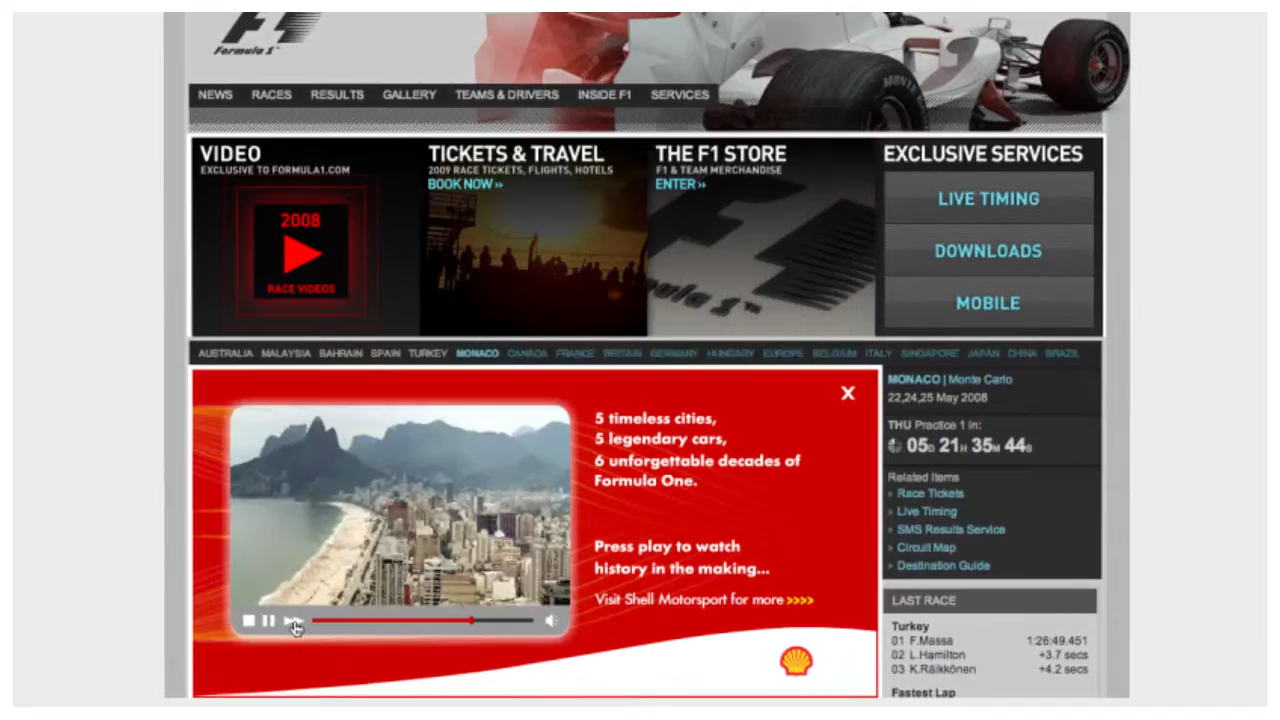 Formula 1
NEWS RACES RESULTS GALLERY TEAMS & DRIVERS INSIDE F1 SERVICES
VIDEO
EXCLUSIVE TO FORMULA1.COM
2008
RACE VIDEOS
TICKETS & TRAVEL
2009 RACE TICKETS, FLIGHTS, HOTELS
BOOK NOW »
THE F1 STORE
F1 & TEAM MERCHANDISE
ENTER »
EXCLUSIVE SERVICES
LIVE TIMING
DOWNLOADS
MOBILE
AUSTRALIA MALAYSIA BAHRAIN SPAIN TURKEY MONACO CANADA FRANCE BRITAIN GERMANY HUNGARY EUROPE BELGIUM ITALY SINGAPORE JAPAN CHINA BRAZIL
X
5 timeless cities,
5 legendary cars,
6 unforgettable decades of
Formula One.
Press play to watch
history in the making...
Visit Shell Motorsport for more >>>>
MONACO | Monte Carlo
22,24,25 May 2008
THU Practice 1 in:
05D 21H 35M 44S
Related Items
» Race Tickets
» Live Timing
» SMS Results Service
» Circuit Map
» Destination Guide
LAST RACE
Turkey
01 F.Massa 1:26:49.451
02 L.Hamilton +3.7 secs
03 K.Räikkönen +4.2 secs
Fastest Lap